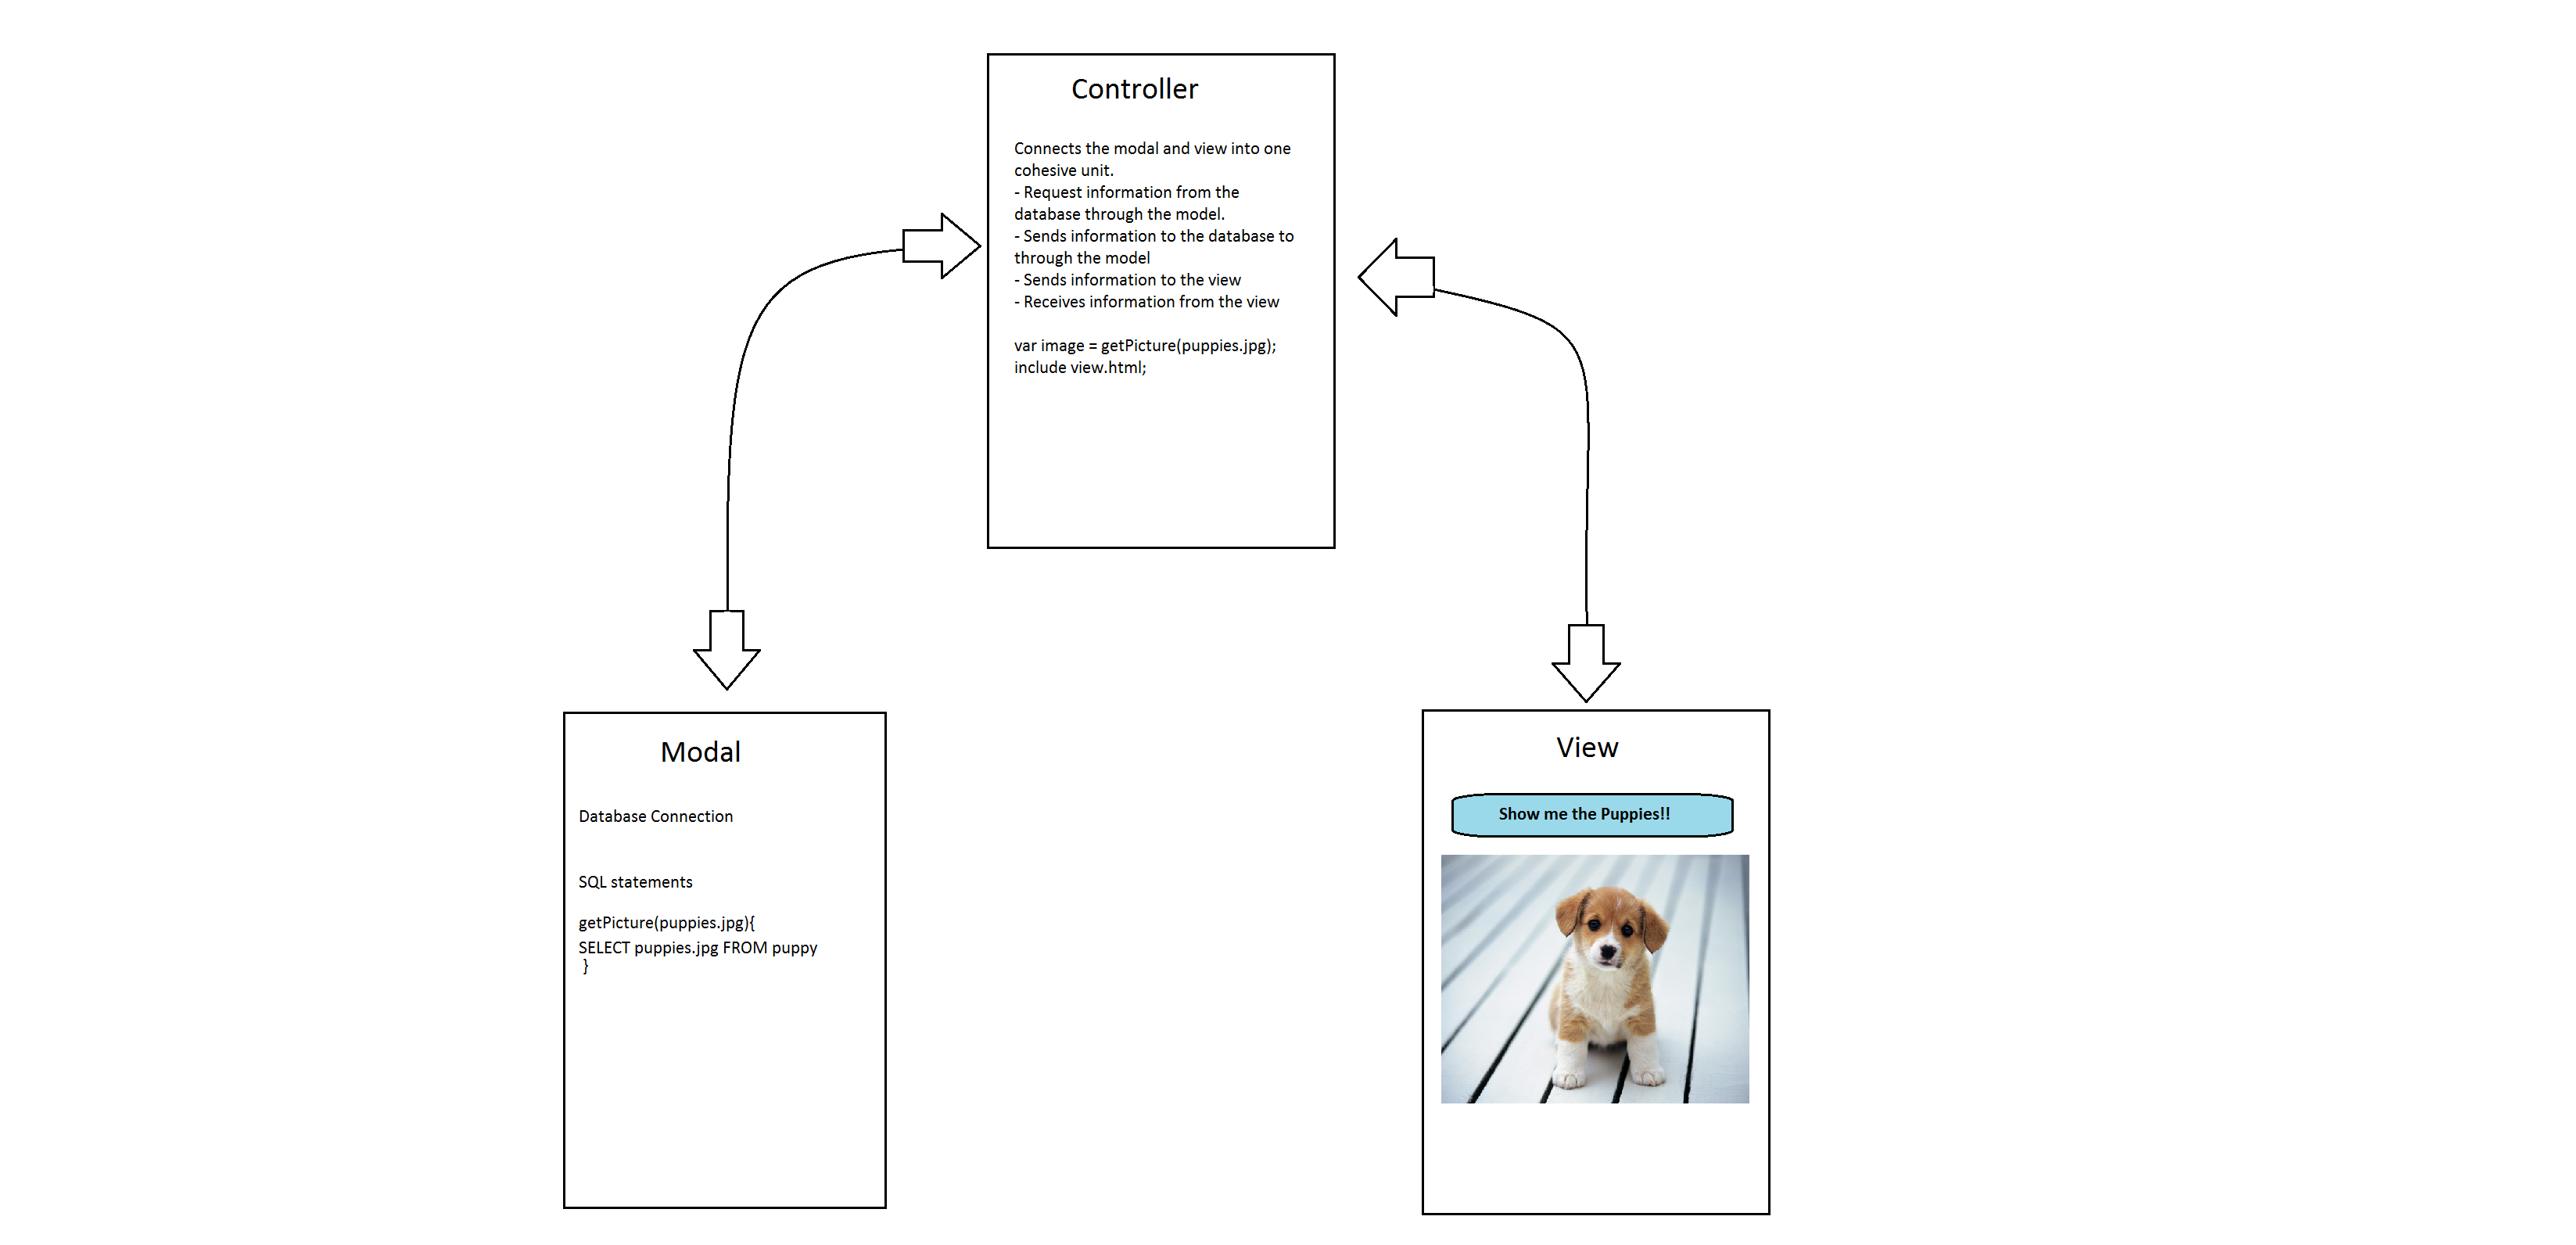 Controller
Connects the modal and view into one
cohesive unit.
- Request information from the
database through the model.
- Sends information to the database to
through the model
- Sends information to the view
- Receives information from the view
var image = getPicture(puppies.jpg);
include view.html;
Modal
Database Connection
SQL statements
getPicture(puppies.jpg){
SELECT puppies.jpg FROM puppy
}
View
Show me the Puppies!!